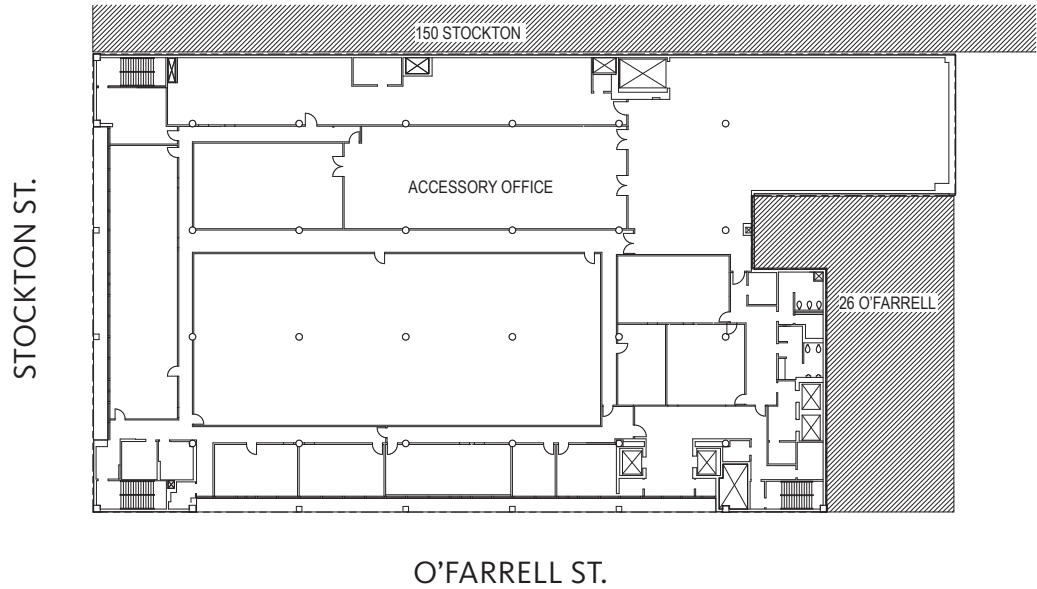 150 STOCKTON
STOCKTON ST.
ACCESSORY OFFICE
26 O'FARRELL
O'FARRELL ST.